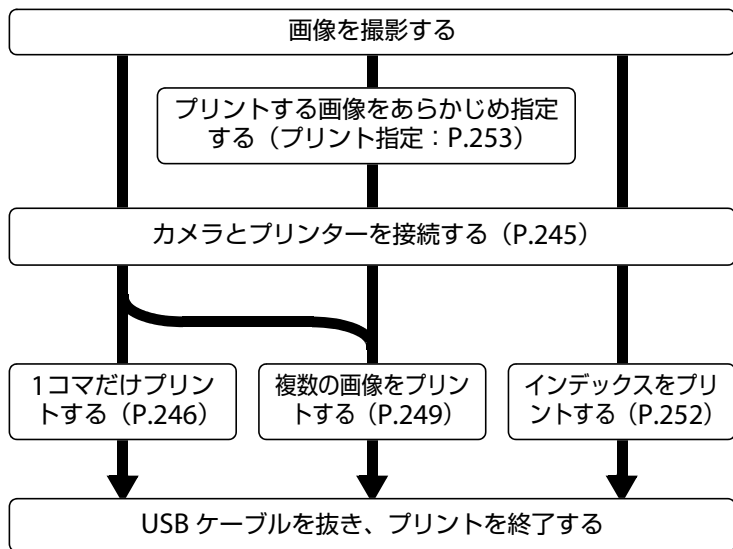 画像を撮影する
プリントする画像をあらかじめ指定
する（プリント指定：P.253）
カメラとプリンターを接続する（P.245）
1コマだけプリン
トする（P.246）
複数の画像をプリン
トする（P.249）
インデックスをプリ
ントする（P.252）
USB ケーブルを抜き、プリントを終了する